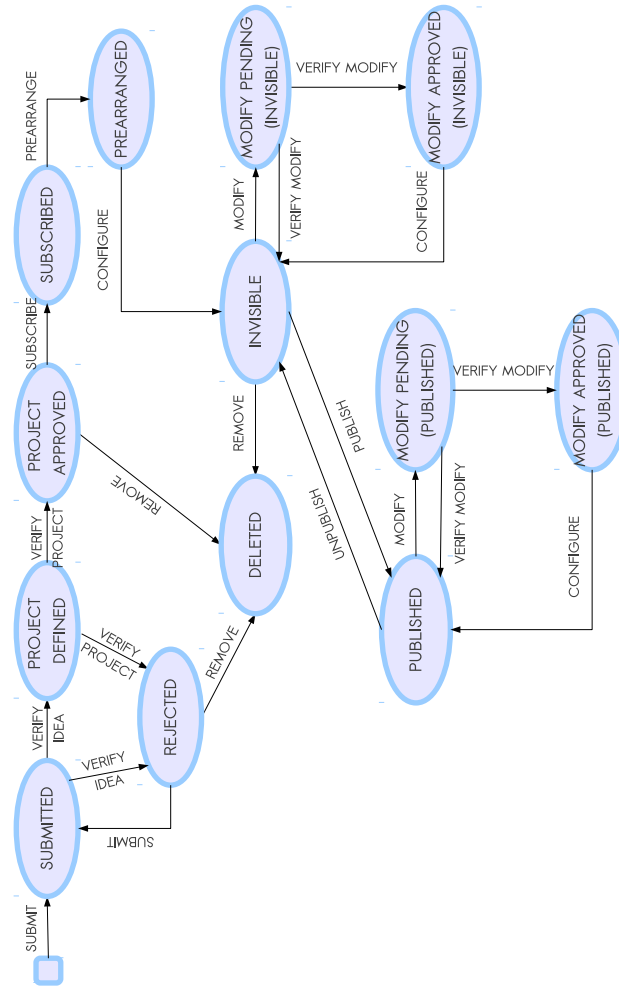 SUBMIT
SUBMITTED
VERIFY
IDEA
PROJECT
DEFINED
VERIFY
PROJECT
PROJECT
APPROVED
SUBSCRIBE
SUBSCRIBED
PREARRANGE
PREARRANGED
VERIFY
IDEA
SUBMIT
REJECTED
VERIFY
PROJECT
REMOVE
REMOVE
DELETED
REMOVE
CONFIGURE
INVISIBLE
MODIFY
VERIFY MODIFY
MODIFY PENDING
(INVISIBLE)
VERIFY MODIFY
MODIFY APPROVED
(INVISIBLE)
CONFIGURE
UNPUBLISH
PUBLISH
PUBLISHED
MODIFY
VERIFY MODIFY
MODIFY PENDING
(PUBLISHED)
VERIFY MODIFY
MODIFY APPROVED
(PUBLISHED)
CONFIGURE